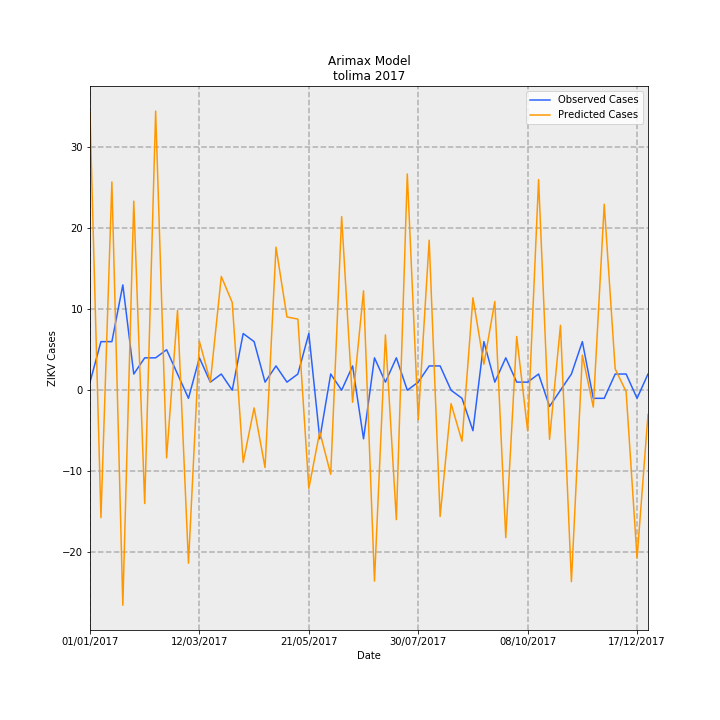 Arimax Model
tolima 2017
Observed Cases
Predicted Cases
ZIKV Cases
30
20
10
0
−10
−20
01/01/2017
12/03/2017
21/05/2017
30/07/2017
08/10/2017
17/12/2017
Date